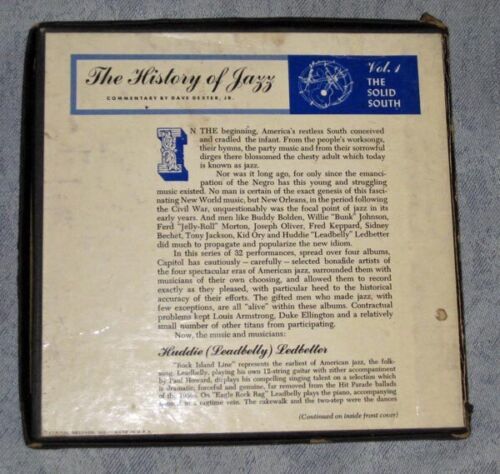 The History of Jazz
COMMENTARY BY DAVE DEXTER, JR.
Vol. 1
THE
SOLID
SOUTH
IN THE beginning, America's restless South conceived
and cradled the infant. From the people's worksongs,
their hymns, the party music and from their sorrowful
dirges there blossomed the chesty adult which today
is known as jazz.
Nor was it long ago, for only since the emanci-
pation of the Negro has this young and struggling
music existed. No man is certain of the exact genesis of this fasci-
nating New World music, but New Orleans, in the period following
the Civil War, unquestionably was the focal point of jazz in its
early years. And men like Buddy Bolden, Willie "Bunk" Johnson,
Ferd "Jelly-Roll" Morton, Joseph Oliver, Fred Keppard, Sidney
Bechet, Tony Jackson, Kid Ory and Huddie "Leadbelly" Ledbetter
did much to propagate and popularize the new idiom.
In this series of 32 performances, spread over four albums,
Capitol has cautiously—carefully—selected bonafide artists of
the four spectacular eras of American jazz, surrounded them with
musicians of their own choosing, and allowed them to record
exactly as they pleased, with particular heed to the historical
accuracy of their efforts. The gifted men who made jazz, with
few exceptions, are all "alive" within these albums. Contractual
problems kept Louis Armstrong, Duke Ellington and a relatively
small number of other titans from participating.
Now, the music and the musicians:
Huddie (Leadbelly) Ledbetter
"Rock Island Line" represents the earliest of American jazz, the folk-
song. Leadbelly, playing his own 12-string guitar with zither accompaniment
by Paul Howard, displays his compelling singing talent on a selection which
is dramatic, forceful and genuine, far removed from the Hit Parade ballads
of the 1940s. On "Eagle Rock Rag" Leadbelly plays the piano, accompanying
himself in a ragtime vein. The cakewalk and the two-step were the dances
(Continued on inside front cover)